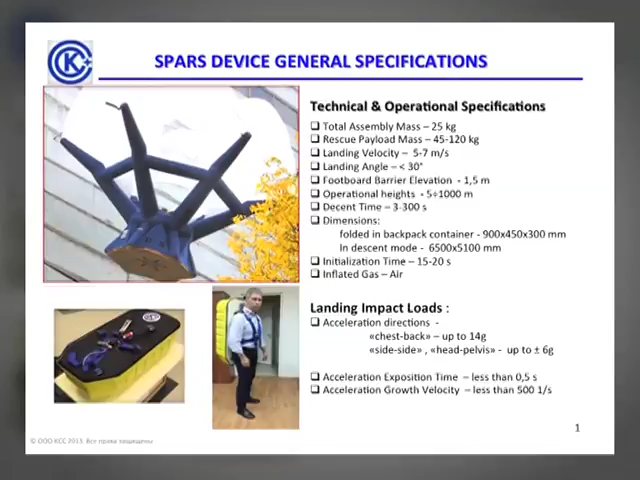 SPARS DEVICE GENERAL SPECIFICATIONS
Technical & Operational Specifications
Total Assembly Mass – 25 kg
Rescue Payload Mass – 45-120 kg
Landing Velocity – 5-7 m/s
Landing Angle – < 30°
Footboard Barrier Elevation - 1,5 m
Operational heights - 5÷1000 m
Decent Time – 3-300 s
Dimensions:
folded in backpack container - 900x450x300 mm
In descent mode - 6500x5100 mm
Initialization Time – 15-20 s
Inflated Gas – Air
Landing Impact Loads :
Acceleration directions -
«chest-back» – up to 14g
«side-side» , «head-pelvis» - up to ± 6g
Acceleration Exposition Time – less than 0,5 s
Acceleration Growth Velocity – less than 500 1/s
1
© ООО КСС 2013. Все права защищены